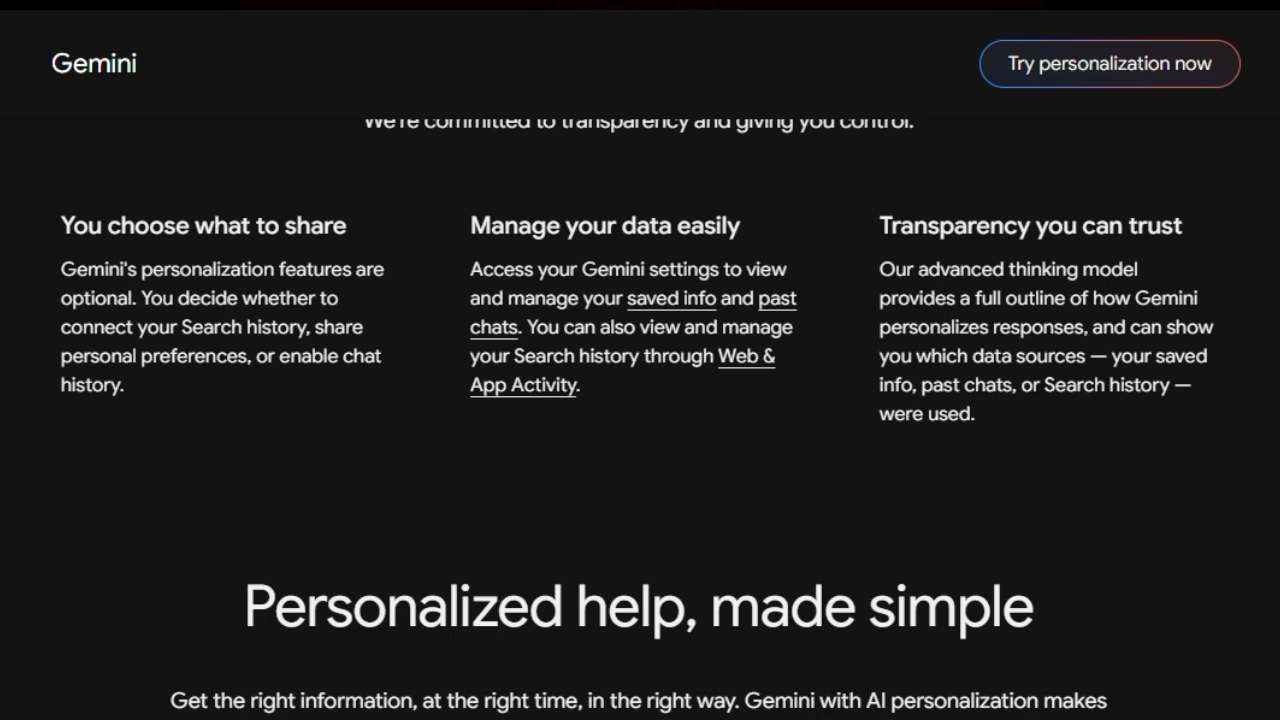 Gemini
Try personalization now
We're committed to transparency and giving you control.
You choose what to share
Gemini's personalization features are
optional. You decide whether to
connect your Search history, share
personal preferences, or enable chat
history.
Manage your data easily
Access your Gemini settings to view
and manage your saved info and past
chats. You can also view and manage
your Search history through Web &
App Activity.
Transparency you can trust
Our advanced thinking model
provides a full outline of how Gemini
personalizes responses, and can show
you which data sources — your saved
info, past chats, or Search history —
were used.
Personalized help, made simple
Get the right information, at the right time, in the right way. Gemini with AI personalization makes